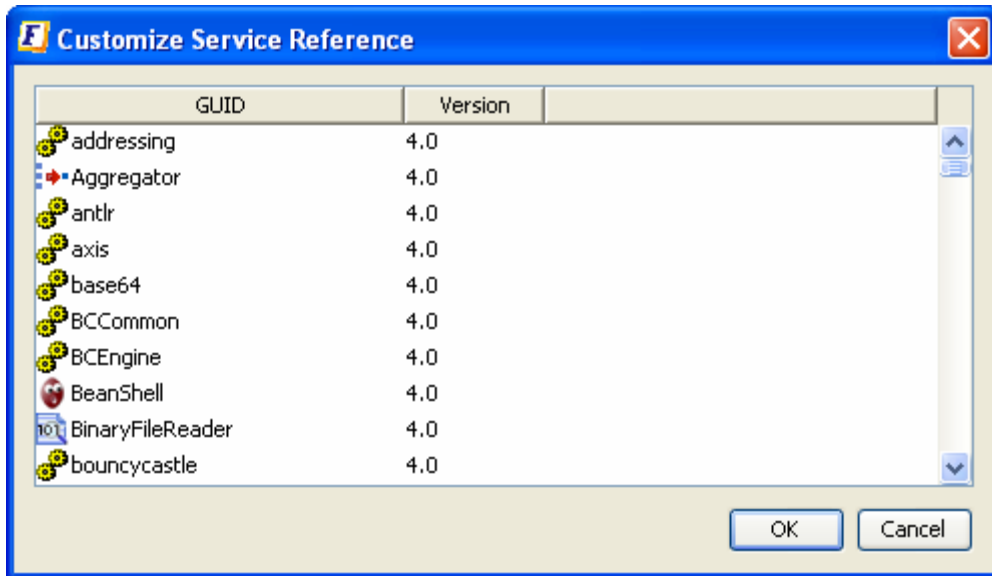 F Customize Service Reference
GUID Version
addressing 4.0
Aggregator 4.0
antlr 4.0
axis 4.0
base64 4.0
BCCommon 4.0
BCEngine 4.0
BeanShell 4.0
101 BinaryFileReader 4.0
bouncycastle 4.0
OK Cancel